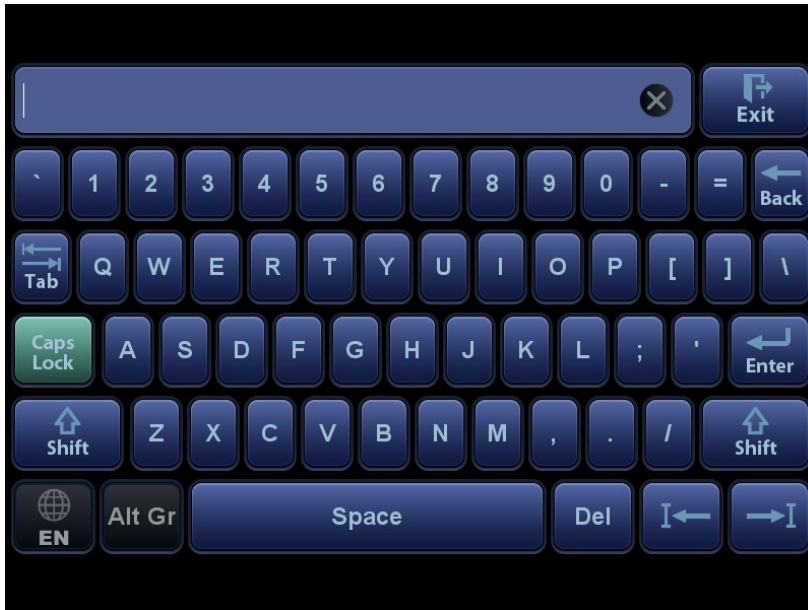 Exit
` 1 2 3 4 5 6 7 8 9 0 - = Back
Tab Q W E R T Y U I O P [ ] \
Caps Lock A S D F G H J K L ; ' Enter
Shift Z X C V B N M , . / Shift
EN Alt Gr Space Del